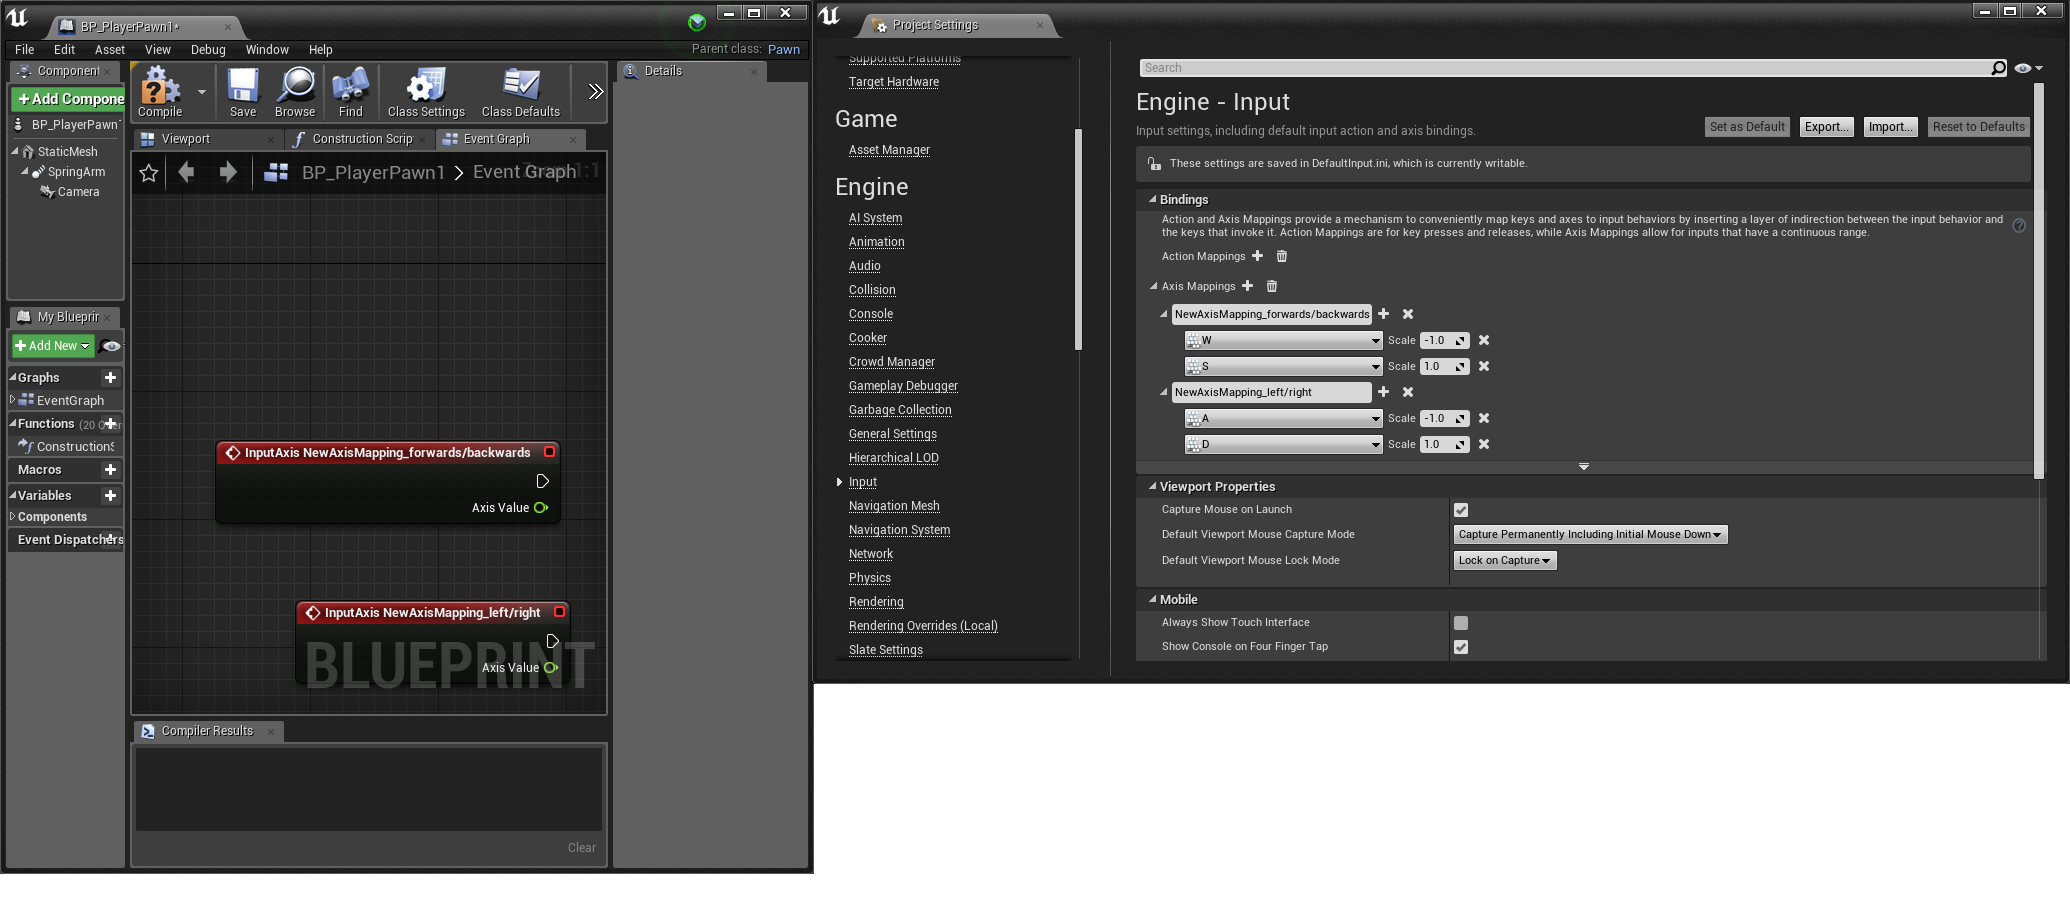 BP_PlayerPawn1*
File Edit Asset View Debug Window Help
Parent class: Pawn
Component
+Add Compone
BP_PlayerPawn
StaticMesh
SpringArm
Camera
My Blueprin
Add New
Graphs
EventGraph
Functions (20 Over
Constructions
Macros
Variables
Components
Event Dispatchers
Compile
Save
Browse
Find
Class Settings
Class Defaults
Viewport
Construction Scrip
Event Graph
BP_PlayerPawn1 > Event Graph
Zoom 1:1
InputAxis NewAxisMapping_forwards/backwards
Axis Value
InputAxis NewAxisMapping_left/right
Axis Value
BLUEPRINT
Compiler Results
Clear
Details
Project Settings
Supported Platforms
Target Hardware
Game
Asset Manager
Engine
AI System
Animation
Audio
Collision
Console
Cooker
Crowd Manager
Gameplay Debugger
Garbage Collection
General Settings
Hierarchical LOD
Input
Navigation Mesh
Navigation System
Network
Physics
Rendering
Rendering Overrides (Local)
Slate Settings
Search
Engine - Input
Input settings, including default input action and axis bindings.
Set as Default
Export...
Import...
Reset to Defaults
These settings are saved in DefaultInput.ini, which is currently writable.
Bindings
Action and Axis Mappings provide a mechanism to conveniently map keys and axes to input behaviors by inserting a layer of indirection between the input behavior and
the keys that invoke it. Action Mappings are for key presses and releases, while Axis Mappings allow for inputs that have a continuous range.
Action Mappings
Axis Mappings
NewAxisMapping_forwards/backwards
W Scale -1.0
S Scale 1.0
NewAxisMapping_left/right
A Scale -1.0
D Scale 1.0
Viewport Properties
Capture Mouse on Launch
Default Viewport Mouse Capture Mode Capture Permanently Including Initial Mouse Down
Default Viewport Mouse Lock Mode Lock on Capture
Mobile
Always Show Touch Interface
Show Console on Four Finger Tap